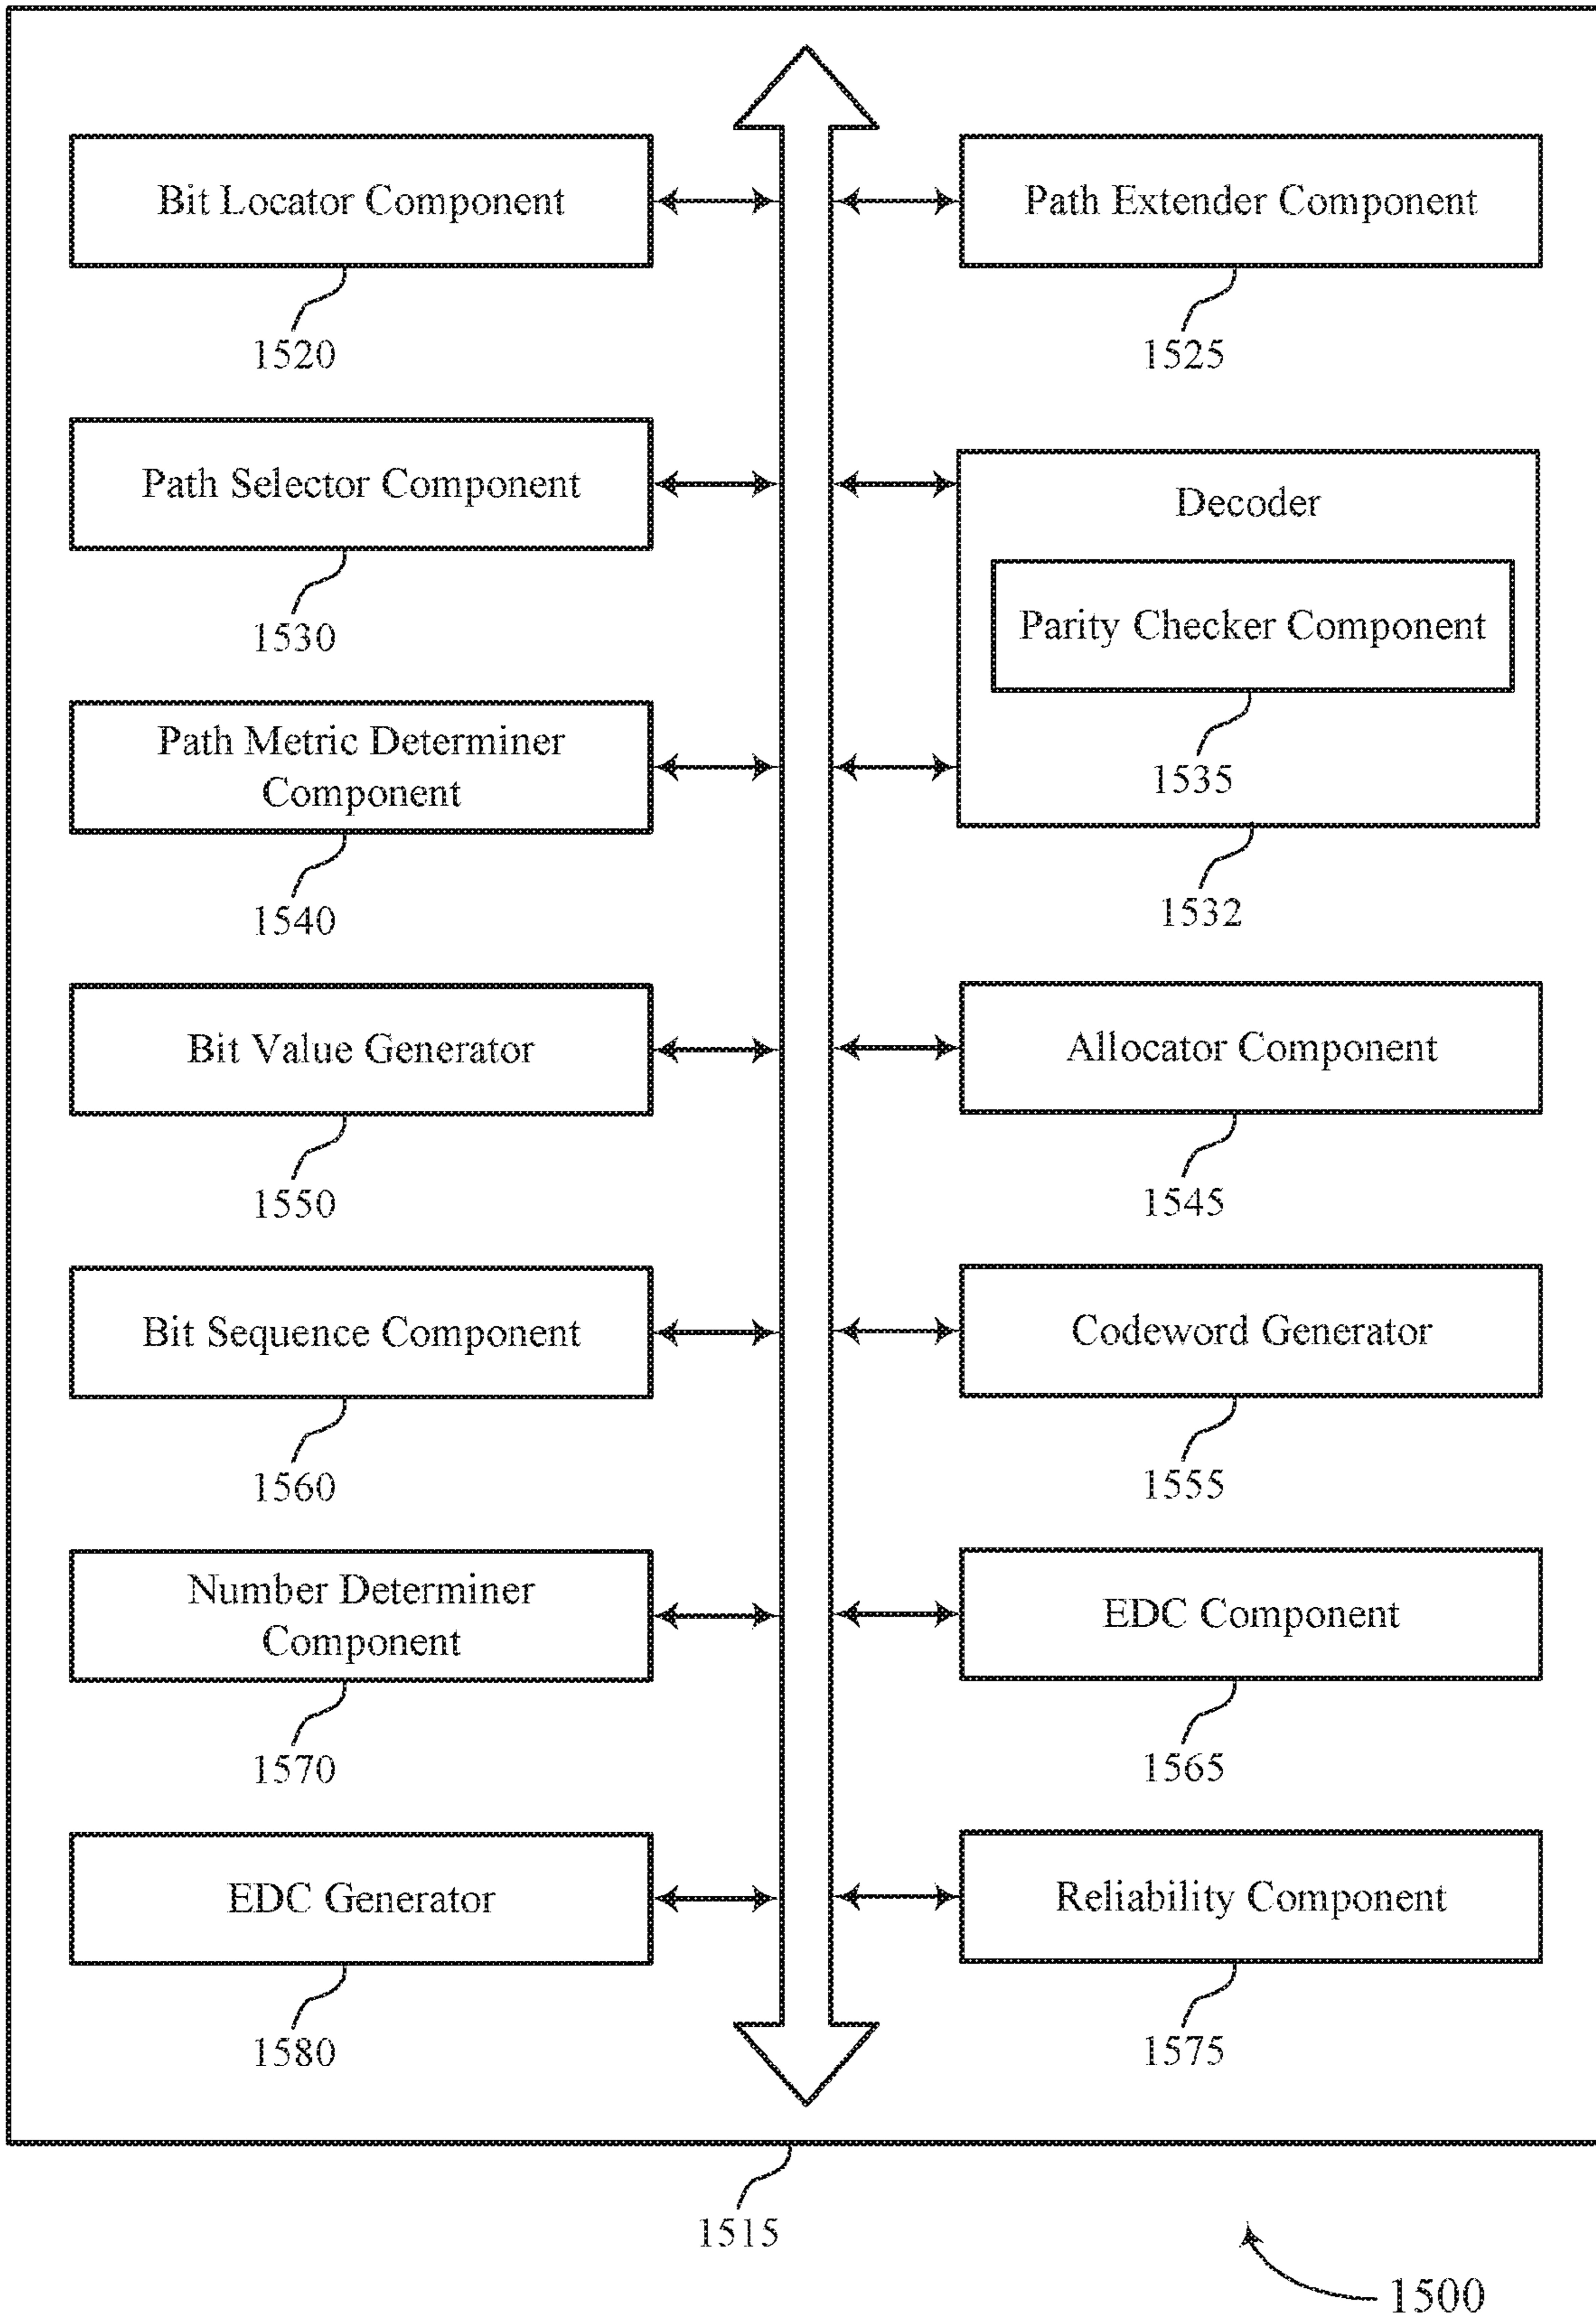 Bit Locator Component
1520
Path Extender Component
1525
Path Selector Component
1530
Decoder
Parity Checker Component
1535
1532
Path Metric Determiner
Component
1540
Bit Value Generator
1550
Allocator Component
1545
Bit Sequence Component
1560
Codeword Generator
1555
Number Determiner
Component
1570
EDC Component
1565
EDC Generator
1580
Reliability Component
1575
1515
1500